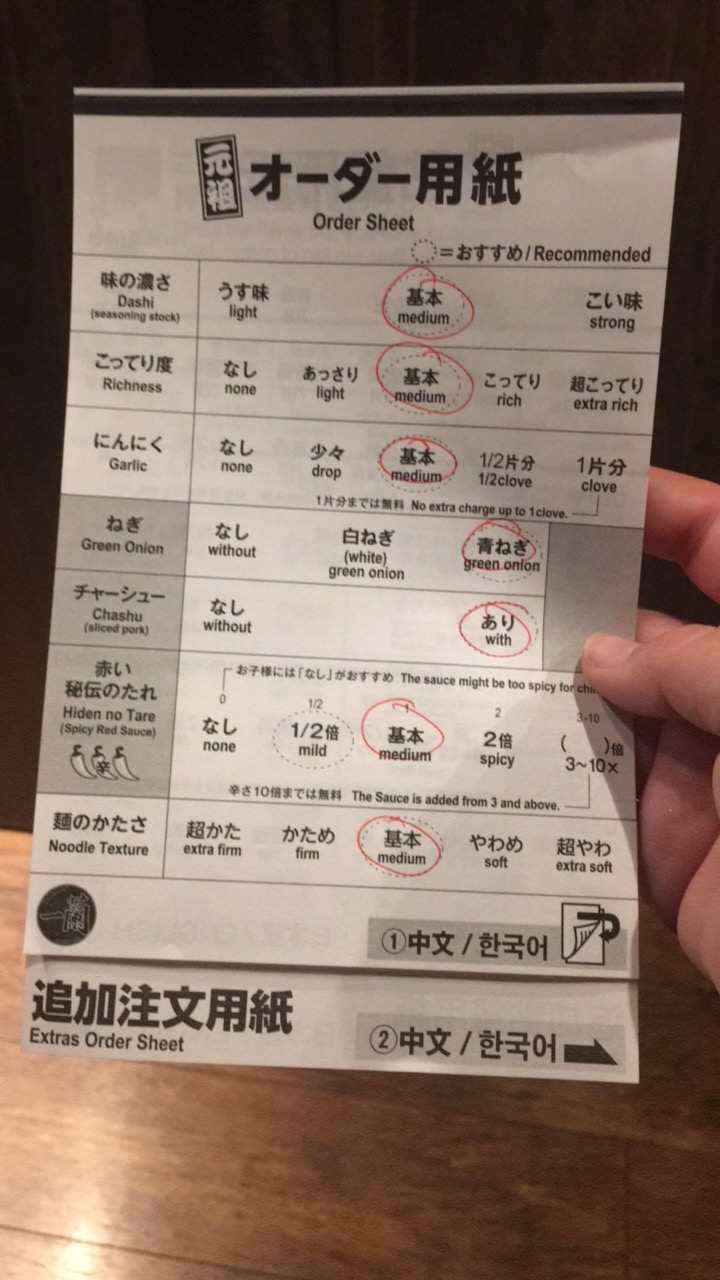 元祖 オーダー用紙
Order Sheet
=おすすめ/Recommended
味の濃さ
Dashi
(seasoning stock)
うす味
light
基本
medium
こい味
strong
こってり度
Richness
なし
none
あっさり
light
基本
medium
こってり
rich
超こってり
extra rich
にんにく
Garlic
なし
none
少々
drop
基本
medium
1/2片分
1/2clove
1片分
clove
1片分までは無料 No extra charge up to 1clove.
ねぎ
Green Onion
なし
without
白ねぎ
(white)
green onion
青ねぎ
green onion
チャーシュー
Chashu
(sliced pork)
なし
without
あり
with
赤い
秘伝のたれ
Hiden no Tare
(Spicy Red Sauce)
辛
お子様には「なし」がおすすめ The sauce might be too spicy for
0
なし
none
1/2
1/2倍
mild
1
基本
medium
2
2倍
spicy
3-10
( )倍
3~10×
辛さ10倍までは無料 The Sauce is added from 3 and above.
麺のかたさ
Noodle Texture
超かた
extra firm
かため
firm
基本
medium
やわめ
soft
超やわ
extra soft
一蘭
①中文 / 한국어
追加注文用紙
Extras Order Sheet
②中文 / 한국어